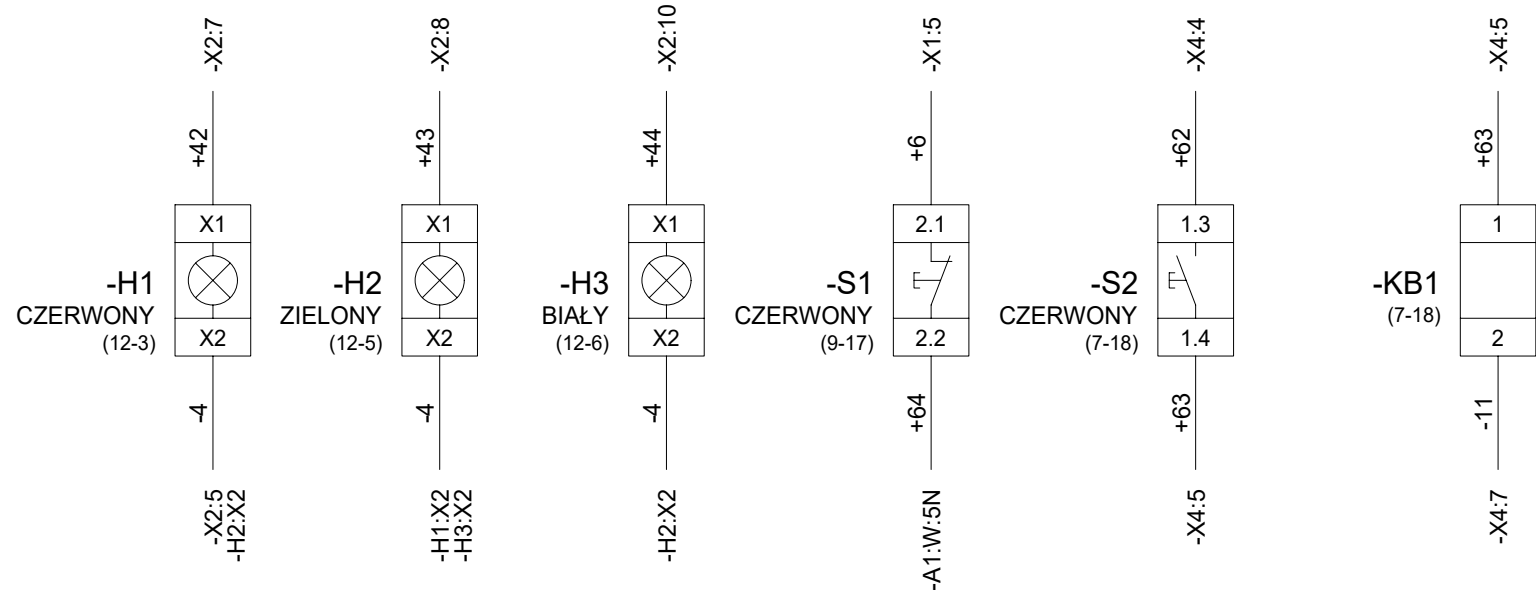 -X2:7
+42
X1
-H1
CZERWONY
(12-3)
X2
-4
-X2:5
-H2:X2
-X2:8
+43
X1
-H2
ZIELONY
(12-5)
X2
-4
-H1:X2
-H3:X2
-X2:10
+44
X1
-H3
BIAŁY
(12-6)
X2
-4
-H2:X2
-X1:5
+6
2.1
-S1
CZERWONY
(9-17)
2.2
+64
-A1:W:5N
-X4:4
+62
1.3
-S2
CZERWONY
(7-18)
1.4
+63
-X4:5
-X4:5
+63
1
-KB1
(7-18)
2
-11
-X4:7